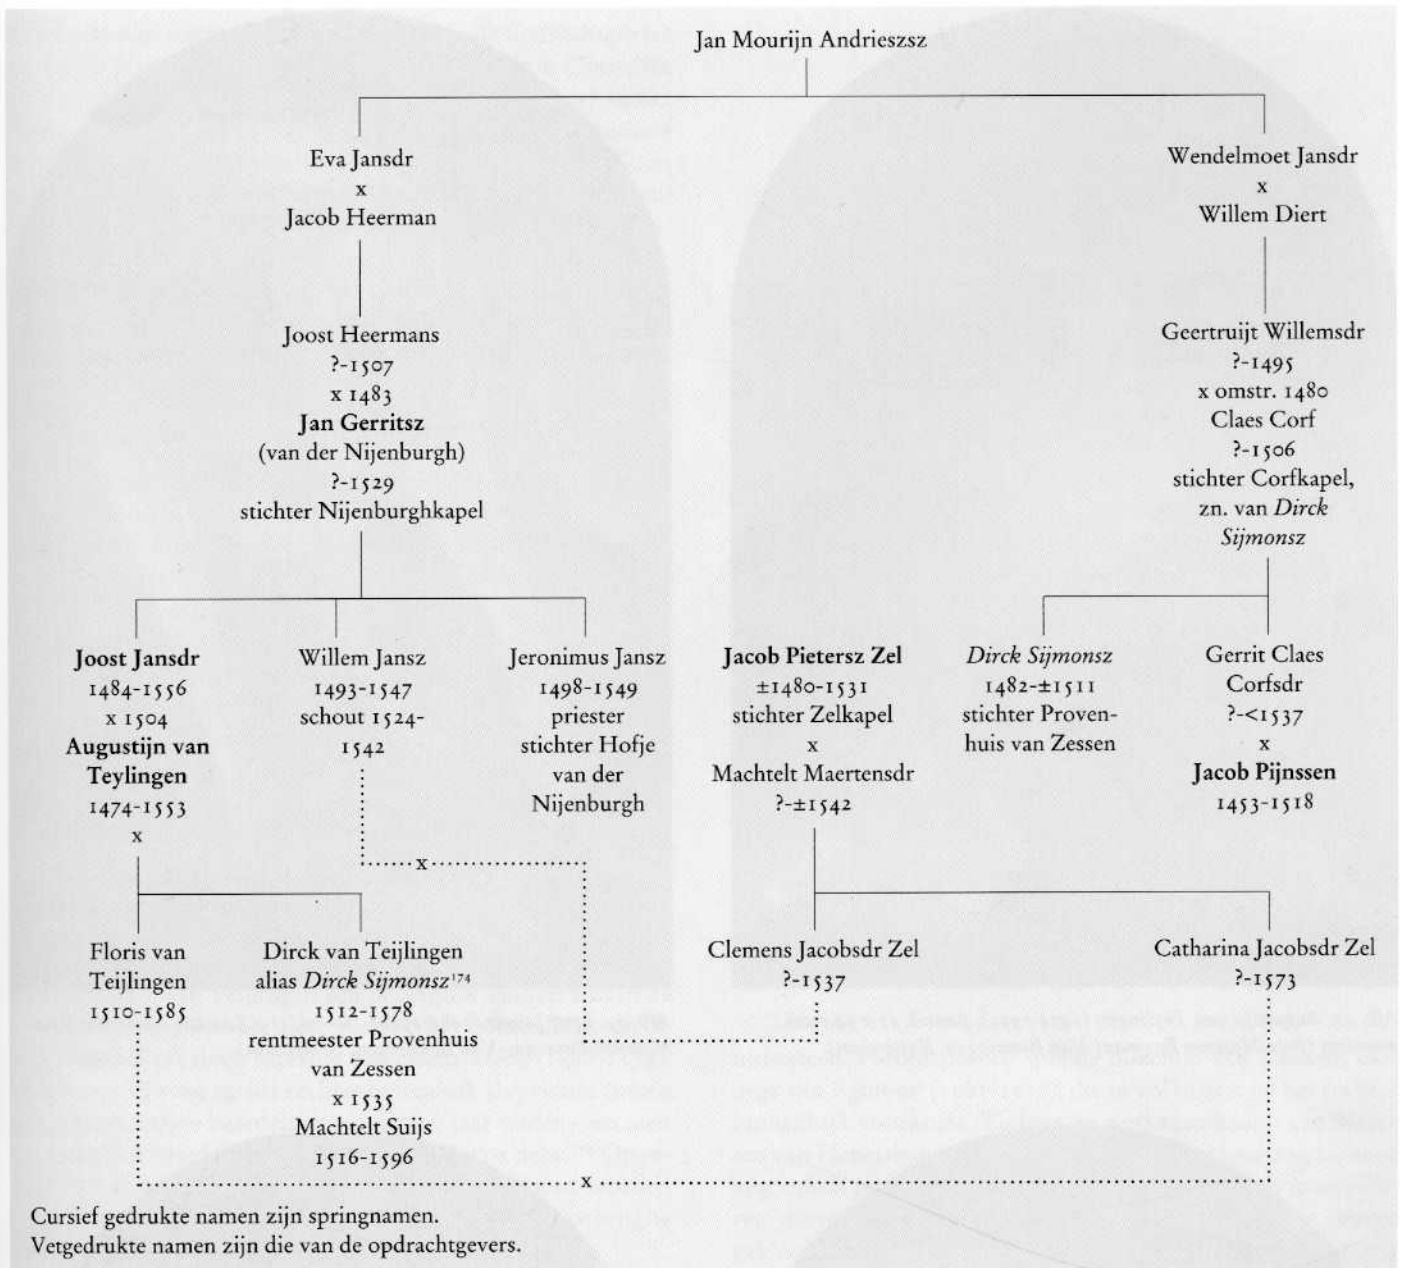 Jan Mourijn Andrieszsz
Eva Jansdr
x
Jacob Heerman
Wendelmoet Jansdr
x
Willem Diert
Joost Heermans
?-1507
x 1483
Jan Gerritsz
(van der Nijenburgh)
?-1529
stichter Nijenburghkapel
Geertruijt Willemsdr
?-1495
x omstr. 1480
Claes Corf
?-1506
stichter Corfkapel,
zn. van Dirck
Sijmonsz
Joost Jansdr
1484-1556
x 1504
Augustijn van
Teylingen
1474-1553
x
Willem Jansz
1493-1547
schout 1524-
1542
Jeronimus Jansz
1498-1549
priester
stichter Hofje
van der
Nijenburgh
Jacob Pietersz Zel
±1480-1531
stichter Zelkapel
x
Machtelt Maertensdr
?-±1542
Dirck Sijmonsz
1482-±1511
stichter Proven-
huis van Zessen
Gerrit Claes
Corfsdr
?-<1537
x
Jacob Pijnssen
1453-1518
x
Floris van
Teijlingen
1510-1585
Dirck van Teijlingen
alias Dirck Sijmonsz¹⁷⁴
1512-1578
rentmeester Provenhuis
van Zessen
x 1535
Machtelt Suijs
1516-1596
Clemens Jacobsdr Zel
?-1537
Catharina Jacobsdr Zel
?-1573
x
Cursief gedrukte namen zijn springnamen.
Vetgedrukte namen zijn die van de opdrachtgevers.